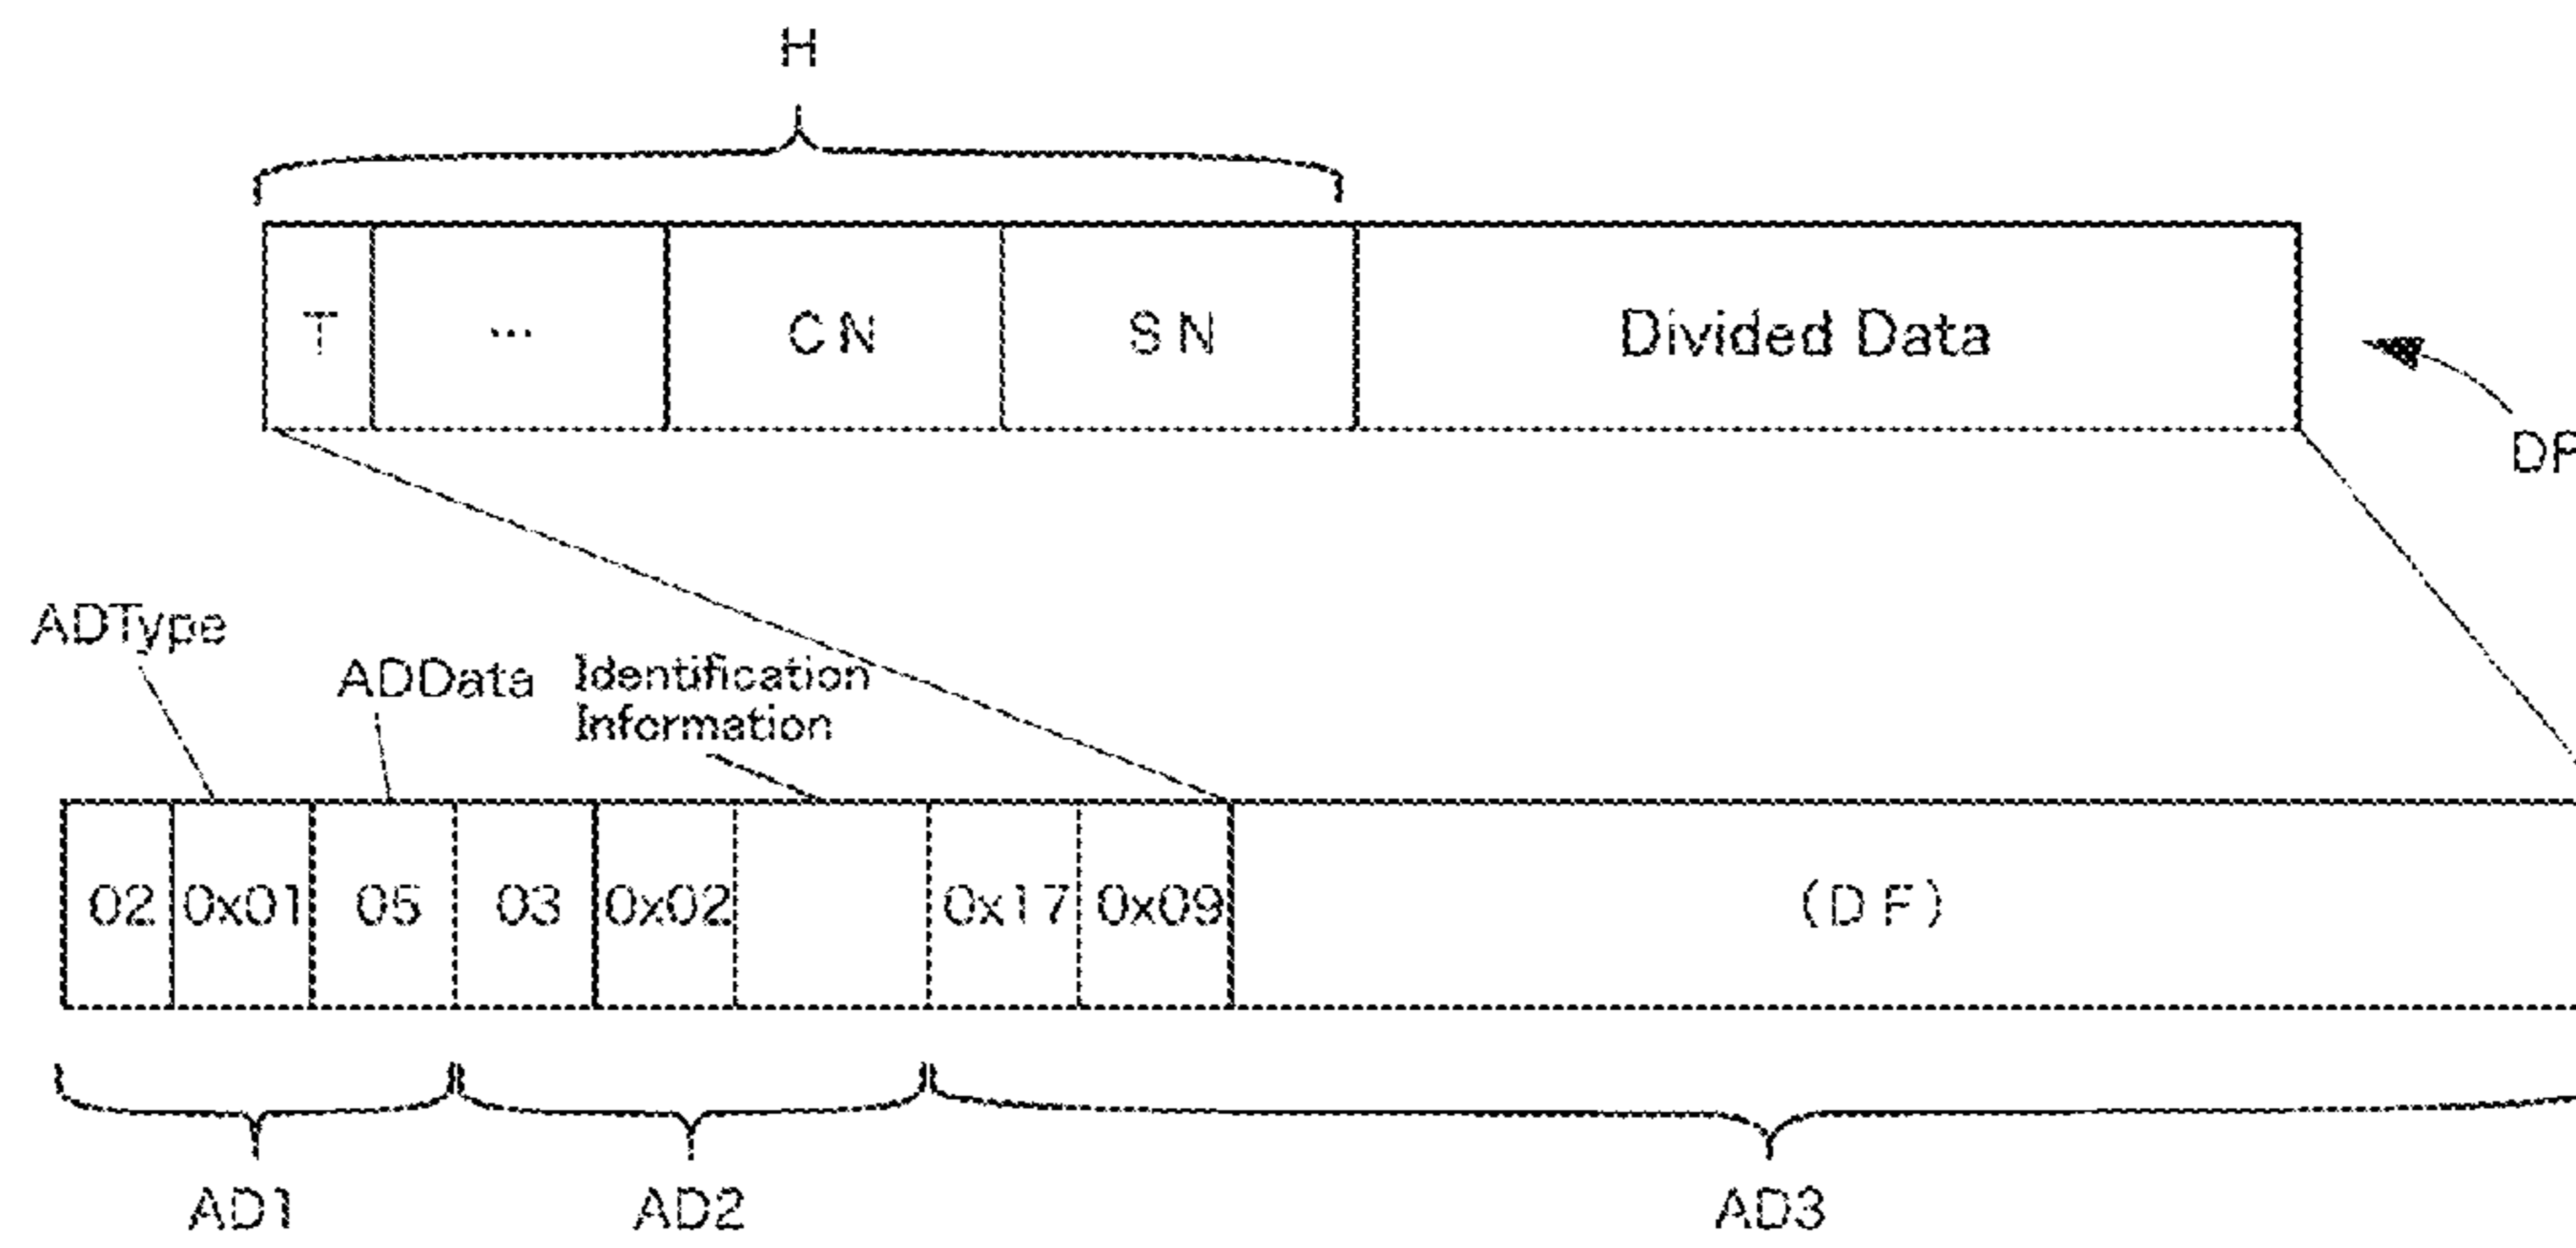 H
T ... CN SN Divided Data
DF
ADType
ADData
Identification
Information
02 0x01 05 03 0x02 0x17 0x09 (DF)
AD1 AD2 AD3